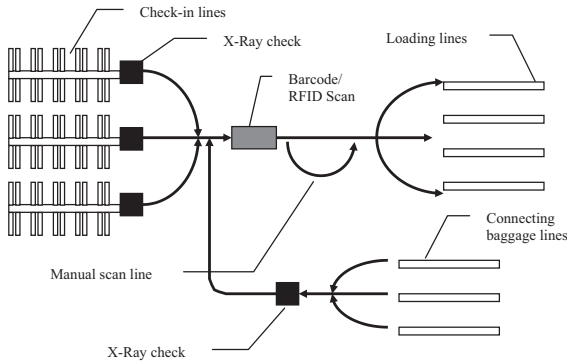 Check-in lines
X-Ray check
Barcode/
RFID Scan
Loading lines
Connecting
baggage lines
Manual scan line
X-Ray check